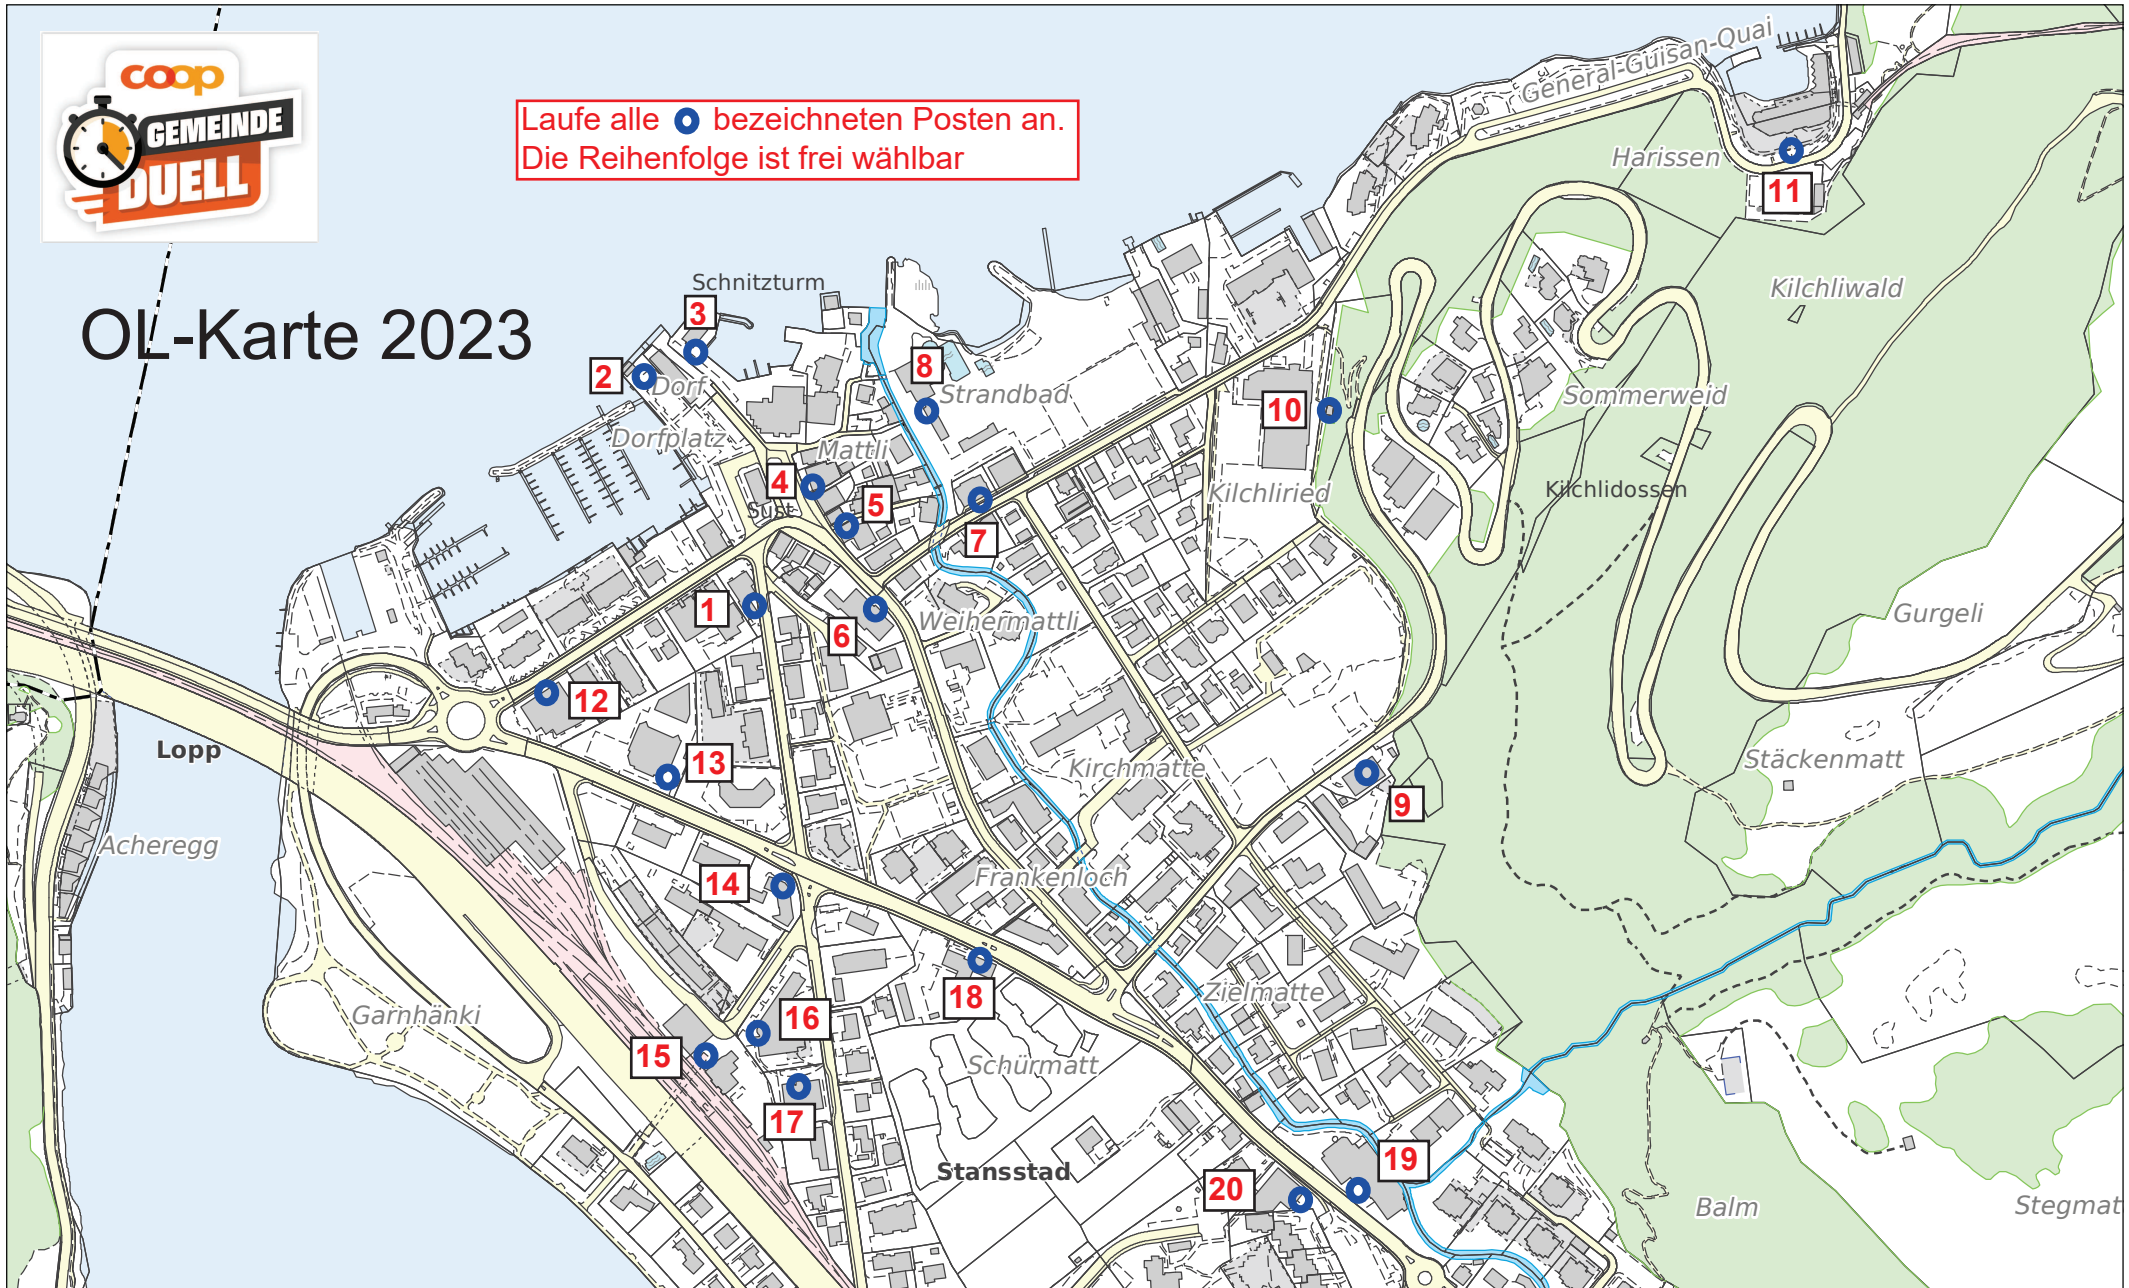 coop
GEMEINDE
DUELL
Laufe alle bezeichneten Posten an.
Die Reihenfolge ist frei wählbar
OL-Karte 2023
General-Guisan-Quai
Harissen
11
Kilchliwald
Schnitzturm
3
2
Dorf
8
Strandbad
10
Sommerweid
Dorfplatz
Mattli
4
5
Sust
Kilchliried
Kilchlidossen
7
1
6
Weihermattli
Gurgeli
12
Lopp
13
Kirchmatte
Stäckenmatt
9
Acheregg
14
Frankenloch
18
Zielmatte
Garnhänki
16
15
Schürmatt
17
Stansstad
19
20
Balm
Stegmat